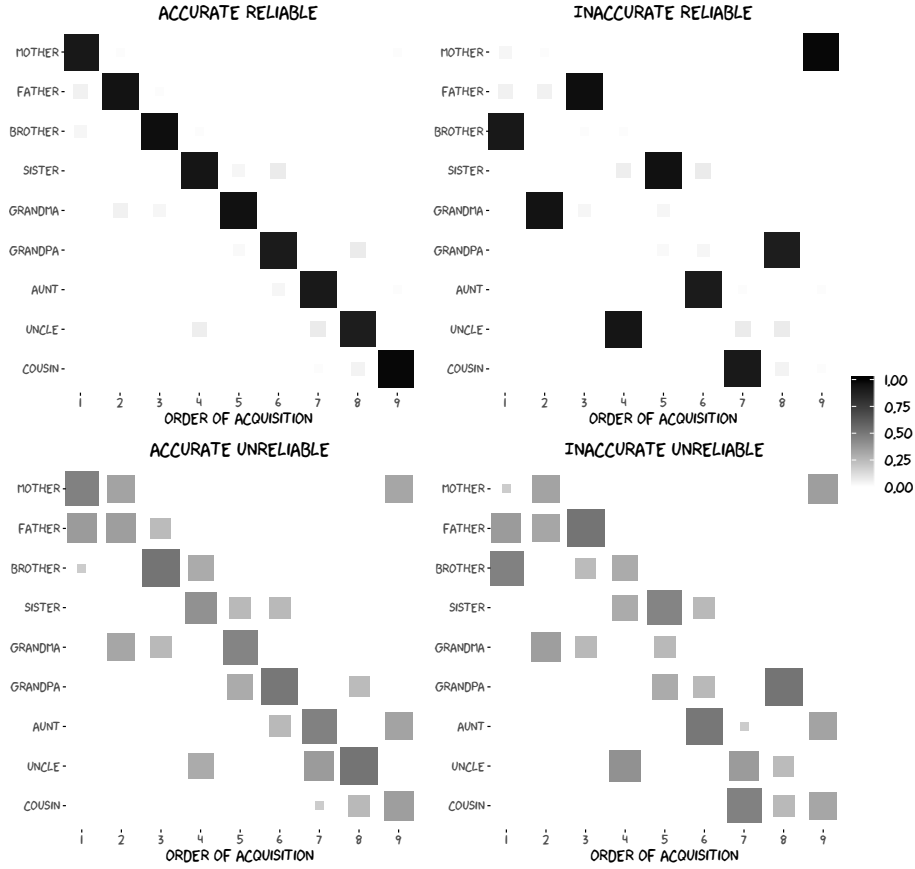 ACCURATE RELIABLE
MOTHER
FATHER
BROTHER
SISTER
GRANDMA
GRANDPA
AUNT
UNCLE
COUSIN
1 2 3 4 5 6 7 8 9
ORDER OF ACQUISITION
INACCURATE RELIABLE
MOTHER
FATHER
BROTHER
SISTER
GRANDMA
GRANDPA
AUNT
UNCLE
COUSIN
1 2 3 4 5 6 7 8 9
ORDER OF ACQUISITION
1.00
0.75
0.50
0.25
0.00
ACCURATE UNRELIABLE
MOTHER
FATHER
BROTHER
SISTER
GRANDMA
GRANDPA
AUNT
UNCLE
COUSIN
1 2 3 4 5 6 7 8 9
ORDER OF ACQUISITION
INACCURATE UNRELIABLE
MOTHER
FATHER
BROTHER
SISTER
GRANDMA
GRANDPA
AUNT
UNCLE
COUSIN
1 2 3 4 5 6 7 8 9
ORDER OF ACQUISITION